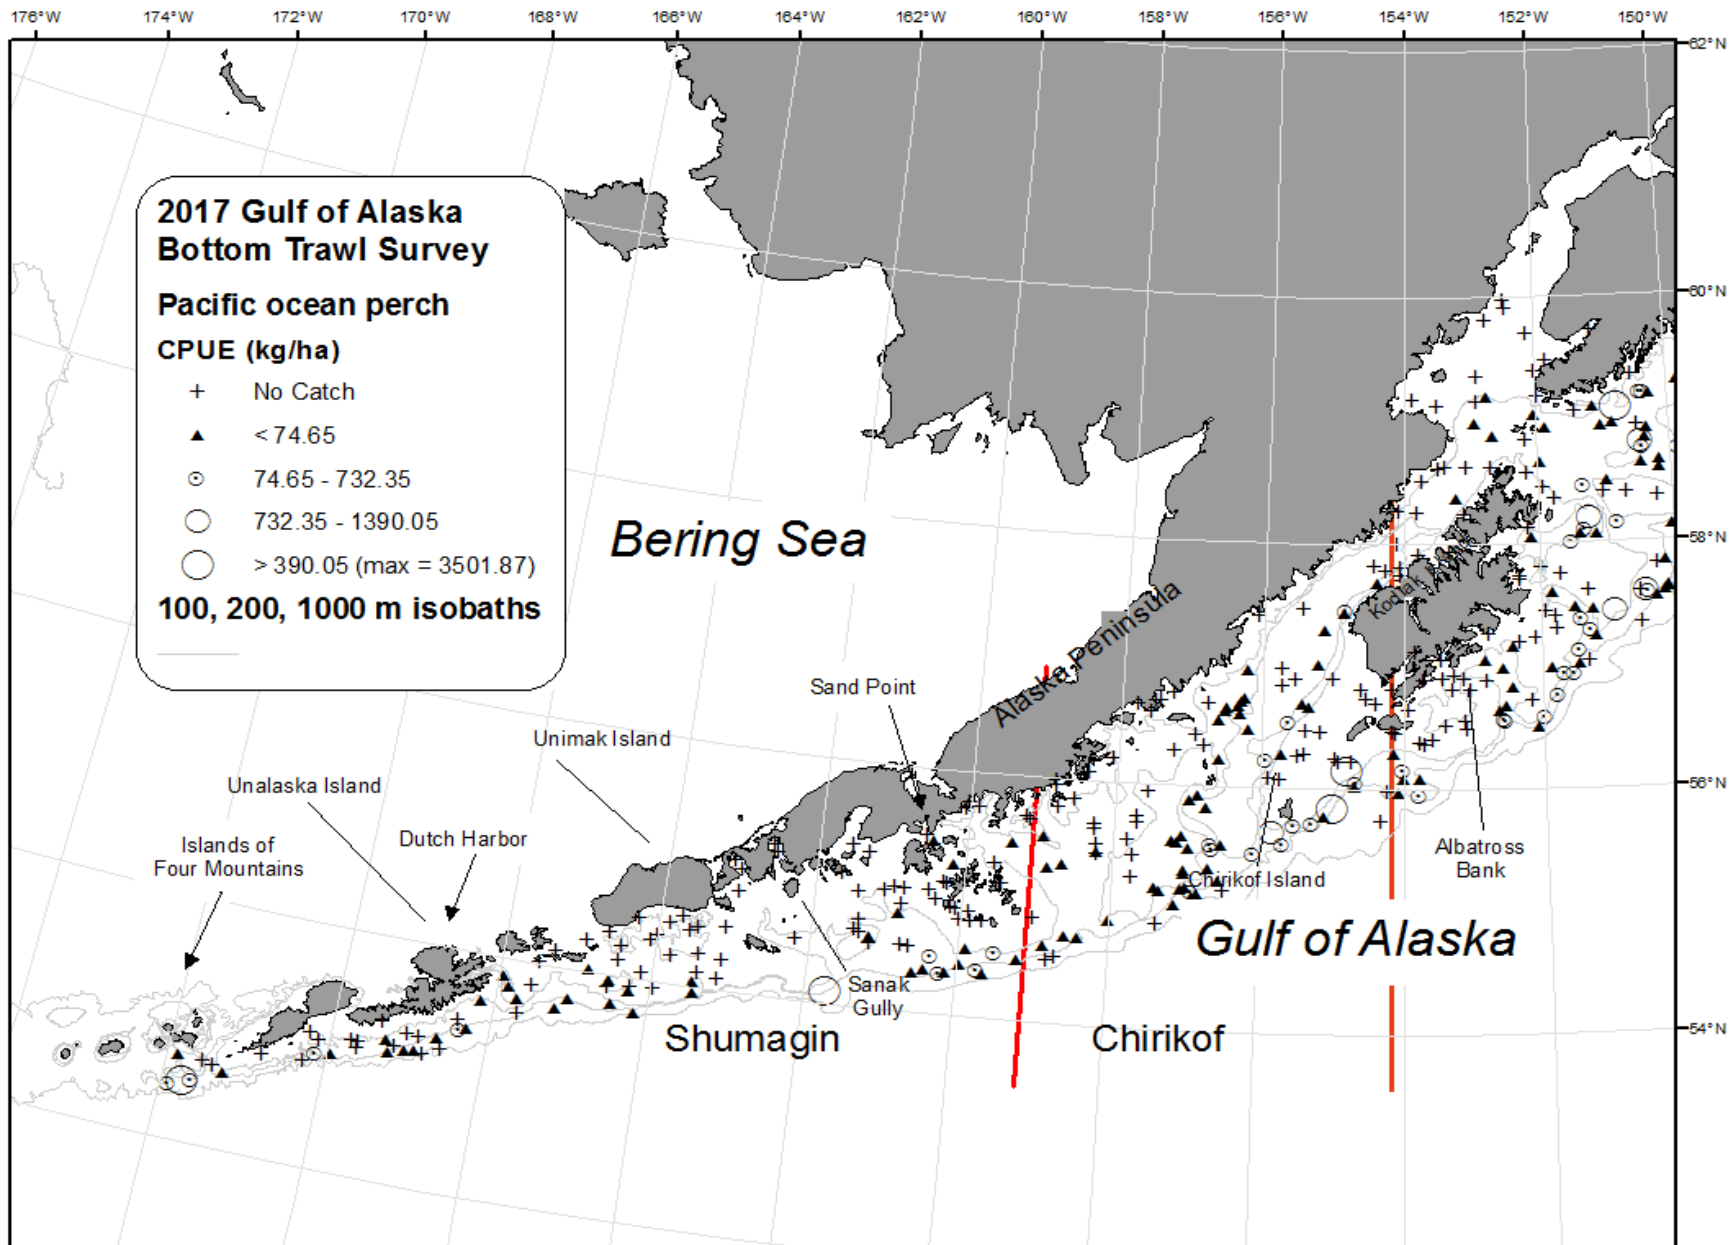 176°W 174°W 172°W 170°W 168°W 166°W 164°W 162°W 160°W 158°W 156°W 154°W 152°W 150°W
62°N
60°N
58°N
56°N
54°N
2017 Gulf of Alaska
Bottom Trawl Survey
Pacific ocean perch
CPUE (kg/ha)
No Catch
< 74.65
74.65 - 732.35
732.35 - 1390.05
> 390.05 (max = 3501.87)
100, 200, 1000 m isobaths
Bering Sea
Alaska Peninsula
Sand Point
Unimak Island
Unalaska Island
Dutch Harbor
Islands of
Four Mountains
Sanak
Gully
Shumagin
Chirikof
Chirikof Island
Albatross
Bank
Gulf of Alaska
Kodiak